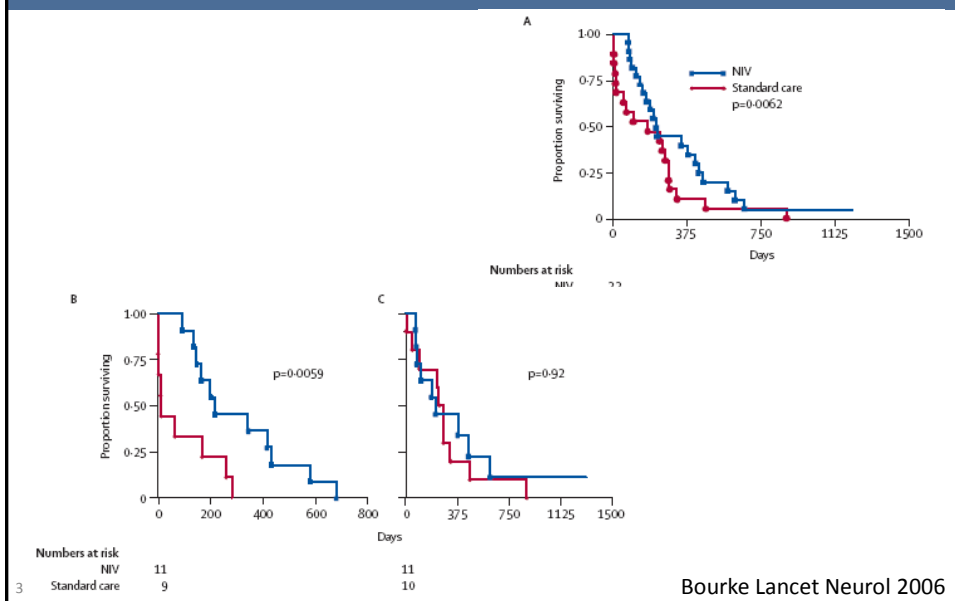 A
1·00
0·75
0·50
0·25
0
Proportion surviving
NIV
Standard care
p=0·0062
0 375 750 1125 1500
Days
Numbers at risk
NIV 22
B
1·00
0·75
0·50
0·25
0
Proportion surviving
p=0·0059
0 200 400 600 800
C
p=0·92
0 375 750 1125 1500
Days
Numbers at risk
NIV 11 11
Standard care 9 10
3
Bourke Lancet Neurol 2006